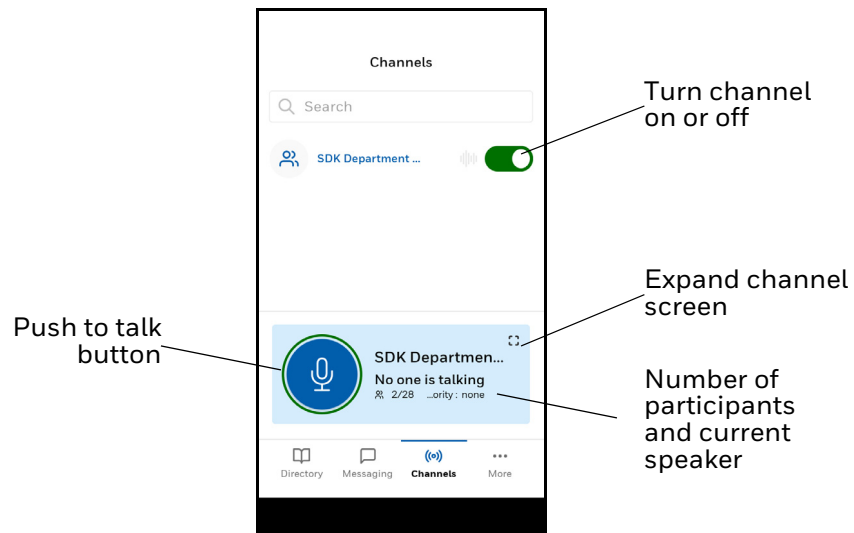 Channels
Search
SDK Department ...
Turn channel
on or off
Expand channel
screen
Push to talk
button
SDK Departmen...
No one is talking
2/28 ...ority : none
Number of
participants
and current
speaker
Directory Messaging Channels More